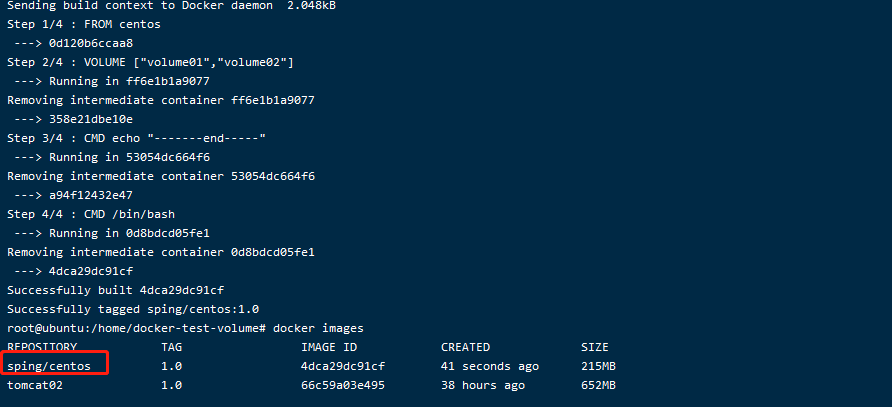 Sending build context to Docker daemon  2.048kB
Step 1/4 : FROM centos
 ---> 0d120b6ccaa8
Step 2/4 : VOLUME ["volume01","volume02"]
 ---> Running in ff6e1b1a9077
Removing intermediate container ff6e1b1a9077
 ---> 358e21dbe10e
Step 3/4 : CMD echo "-------end-----"
 ---> Running in 53054dc664f6
Removing intermediate container 53054dc664f6
 ---> a94f12432e47
Step 4/4 : CMD /bin/bash
 ---> Running in 0d8bdcd05fe1
Removing intermediate container 0d8bdcd05fe1
 ---> 4dca29dc91cf
Successfully built 4dca29dc91cf
Successfully tagged sping/centos:1.0
root@ubuntu:/home/docker-test-volume# docker images
REPOSITORY          TAG                 IMAGE ID            CREATED             SIZE
sping/centos        1.0                 4dca29dc91cf        41 seconds ago      215MB
tomcat02            1.0                 66c59a03e495        38 hours ago        652MB